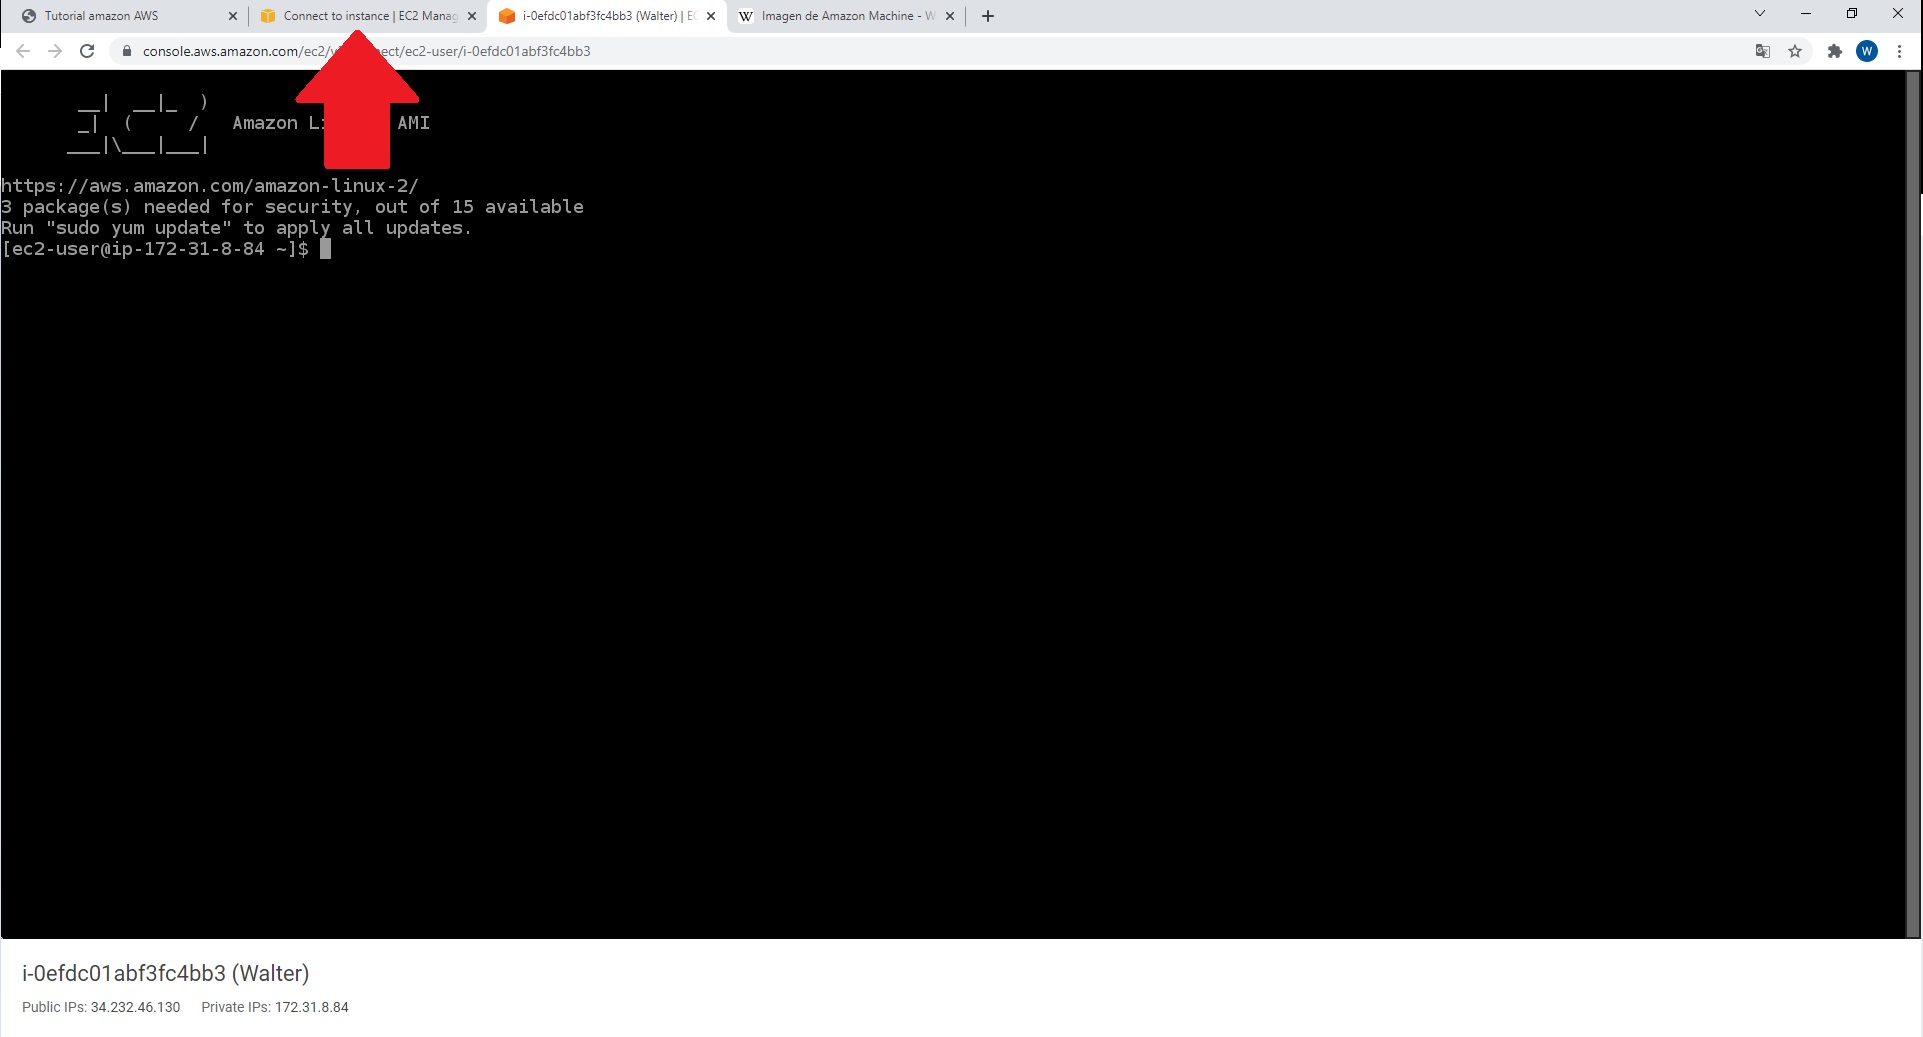 Tutorial amazon AWS
Connect to instance | EC2 Manag
i-0efdc01abf3fc4bb3 (Walter) | EC
Imagen de Amazon Machine - W
console.aws.amazon.com/ec2/ ect/ec2-user/i-0efdc01abf3fc4bb3
W
__|  __|_  )
_|  (     /   Amazon Li AMI
___|\___|___|
https://aws.amazon.com/amazon-linux-2/
3 package(s) needed for security, out of 15 available
Run "sudo yum update" to apply all updates.
[ec2-user@ip-172-31-8-84 ~]$
i-0efdc01abf3fc4bb3 (Walter)
Public IPs: 34.232.46.130 Private IPs: 172.31.8.84